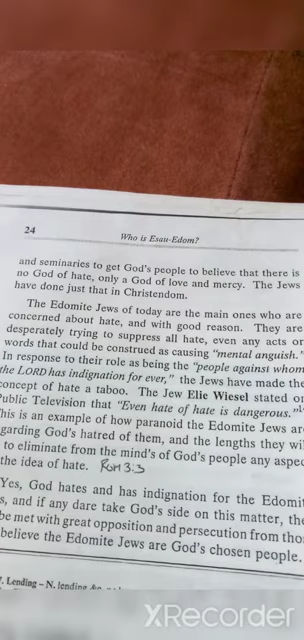 24
Who is Esau-Edom?
and seminaries to get God's people to believe that there is
no God of hate, only a God of love and mercy. The Jews
have done just that in Christendom.
The Edomite Jews of today are the main ones who are
concerned about hate, and with good reason. They are
desperately trying to suppress all hate, even any acts or
words that could be construed as causing "mental anguish."
In response to their role as being the "people against whom
the LORD has indignation for ever," the Jews have made the
concept of hate a taboo. The Jew Elie Wiesel stated on
Public Television that "Even hate of hate is dangerous."
This is an example of how paranoid the Edomite Jews are
garding God's hatred of them, and the lengths they wil
to eliminate from the mind's of God's people any aspe
the idea of hate. Rom 3:3
Yes, God hates and has indignation for the Edomit
s, and if any dare take God's side on this matter, the
be met with great opposition and persecution from tho
believe the Edomite Jews are God's chosen people.
. Lending – N. lending
XRecorder